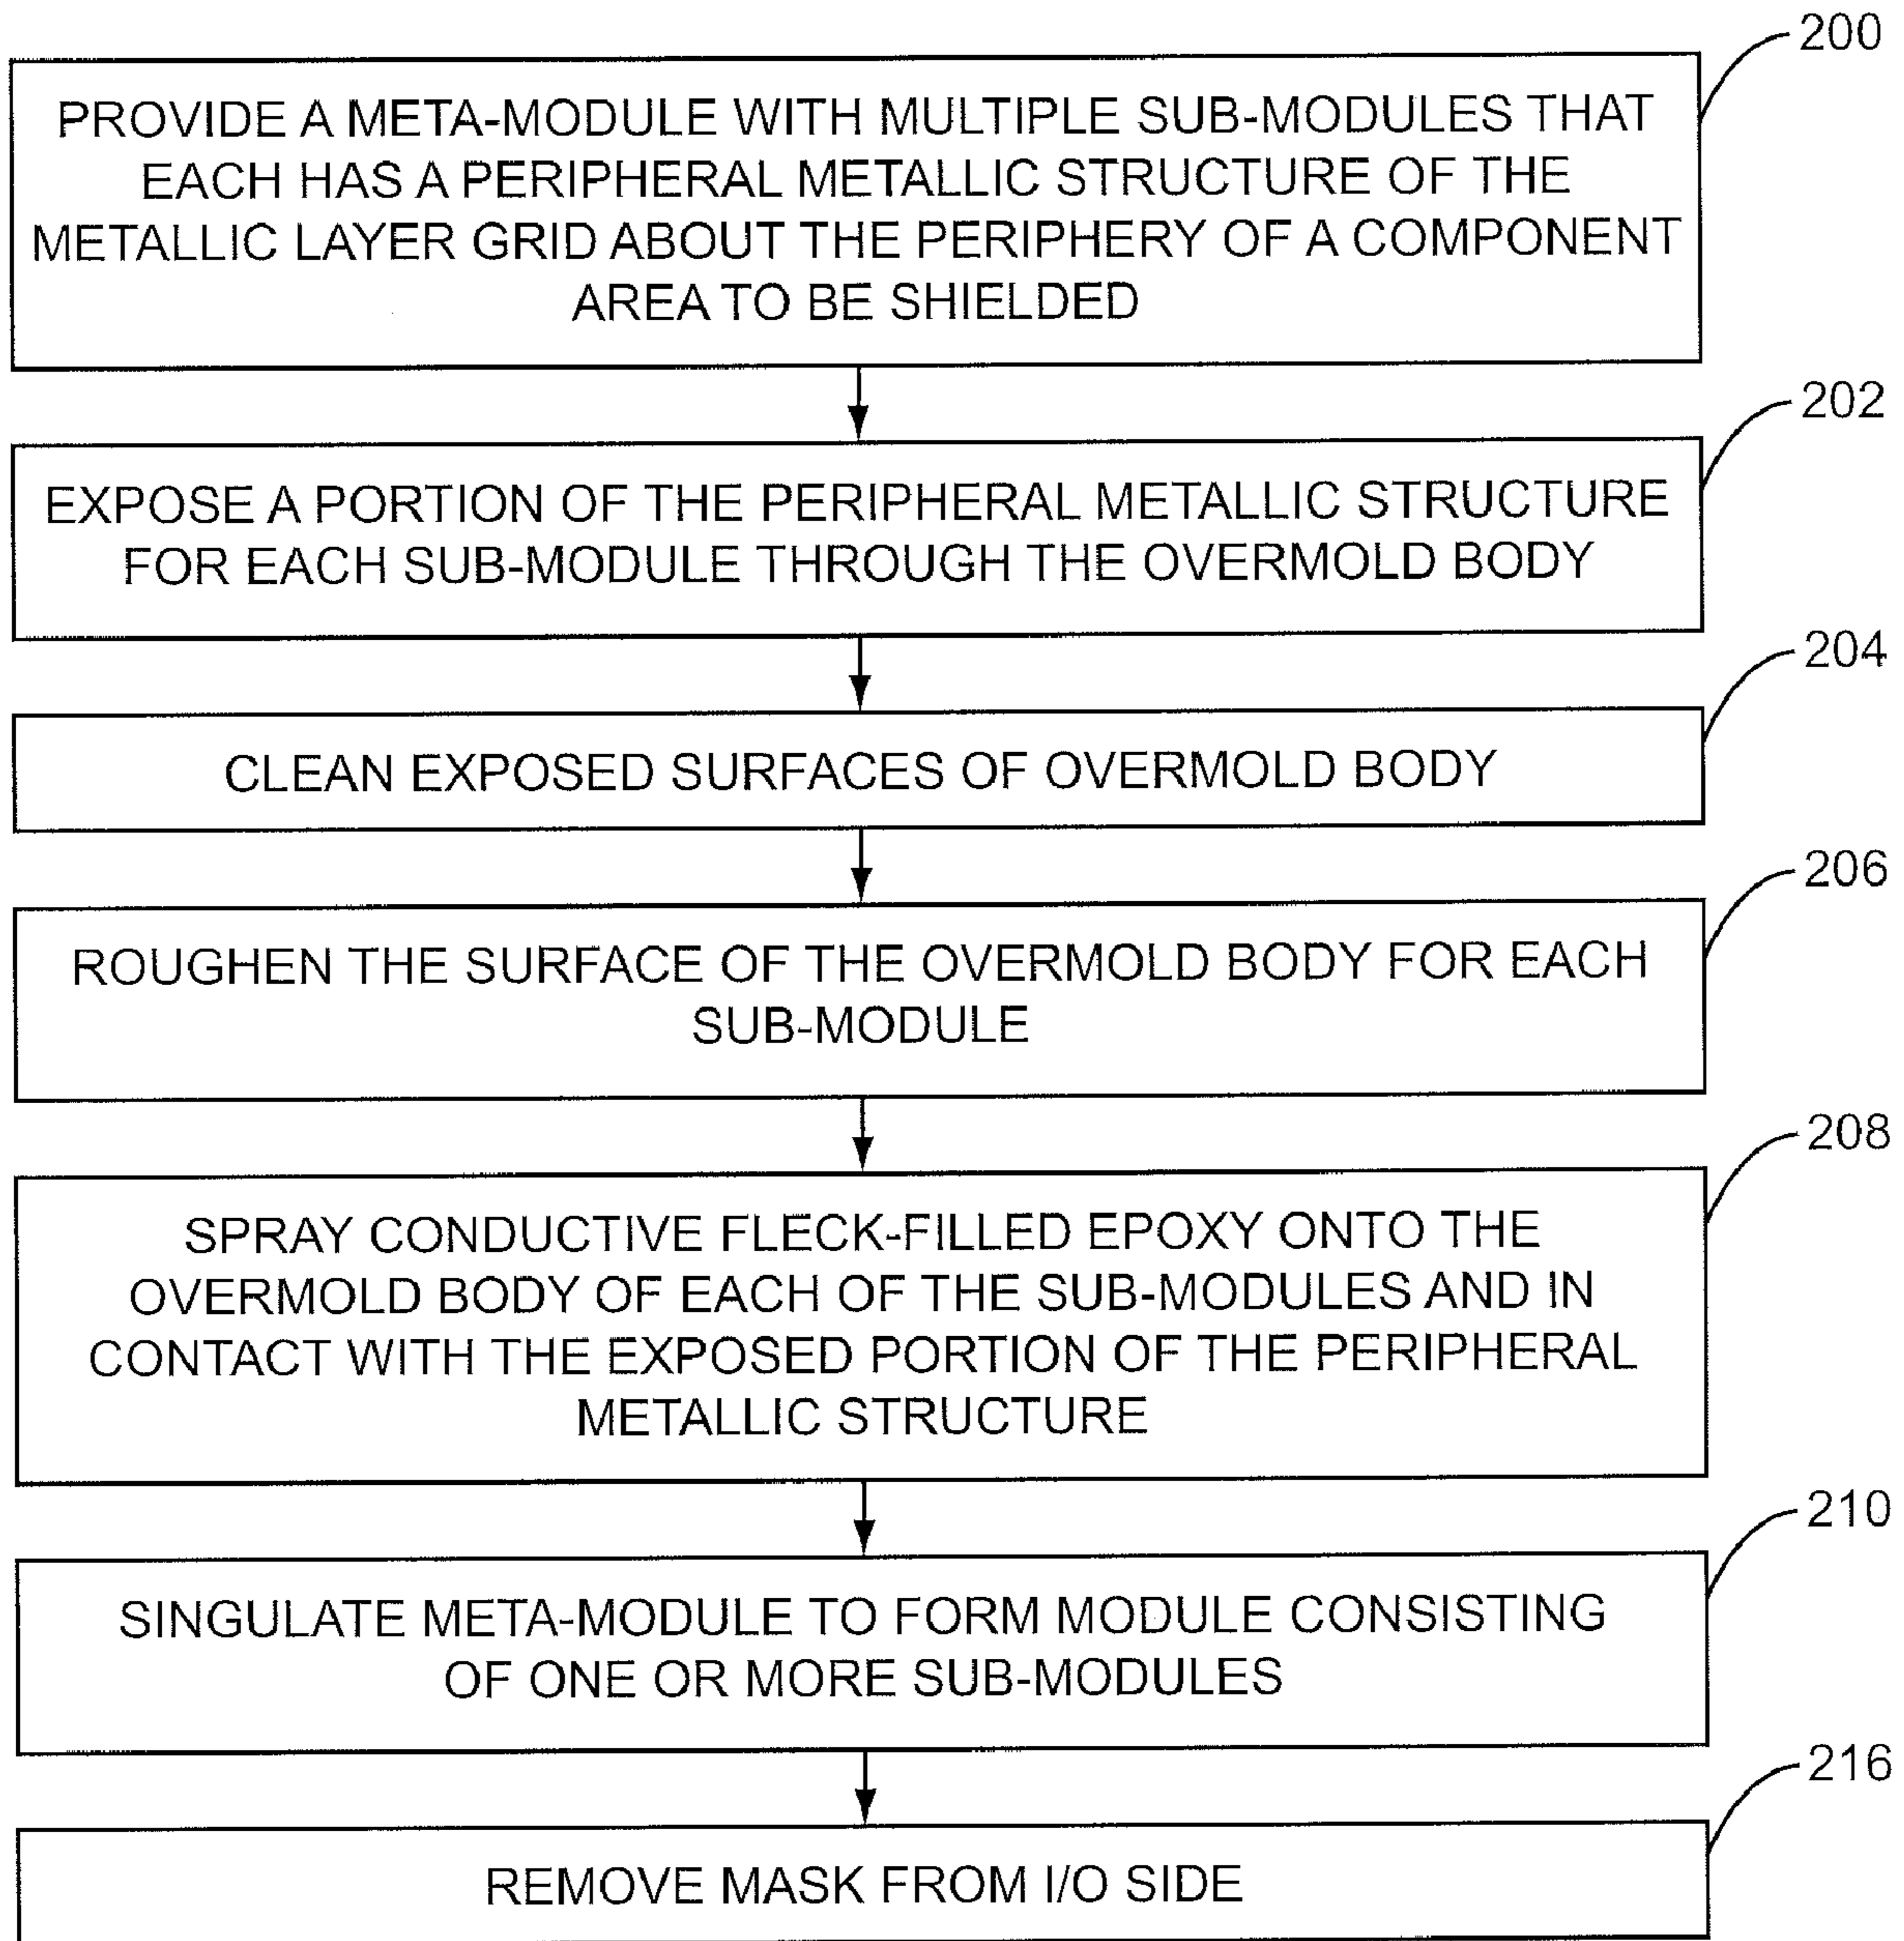 200
PROVIDE A META-MODULE WITH MULTIPLE SUB-MODULES THAT
EACH HAS A PERIPHERAL METALLIC STRUCTURE OF THE
METALLIC LAYER GRID ABOUT THE PERIPHERY OF A COMPONENT
AREA TO BE SHIELDED
202
EXPOSE A PORTION OF THE PERIPHERAL METALLIC STRUCTURE
FOR EACH SUB-MODULE THROUGH THE OVERMOLD BODY
204
CLEAN EXPOSED SURFACES OF OVERMOLD BODY
206
ROUGHEN THE SURFACE OF THE OVERMOLD BODY FOR EACH
SUB-MODULE
208
SPRAY CONDUCTIVE FLECK-FILLED EPOXY ONTO THE
OVERMOLD BODY OF EACH OF THE SUB-MODULES AND IN
CONTACT WITH THE EXPOSED PORTION OF THE PERIPHERAL
METALLIC STRUCTURE
210
SINGULATE META-MODULE TO FORM MODULE CONSISTING
OF ONE OR MORE SUB-MODULES
216
REMOVE MASK FROM I/O SIDE